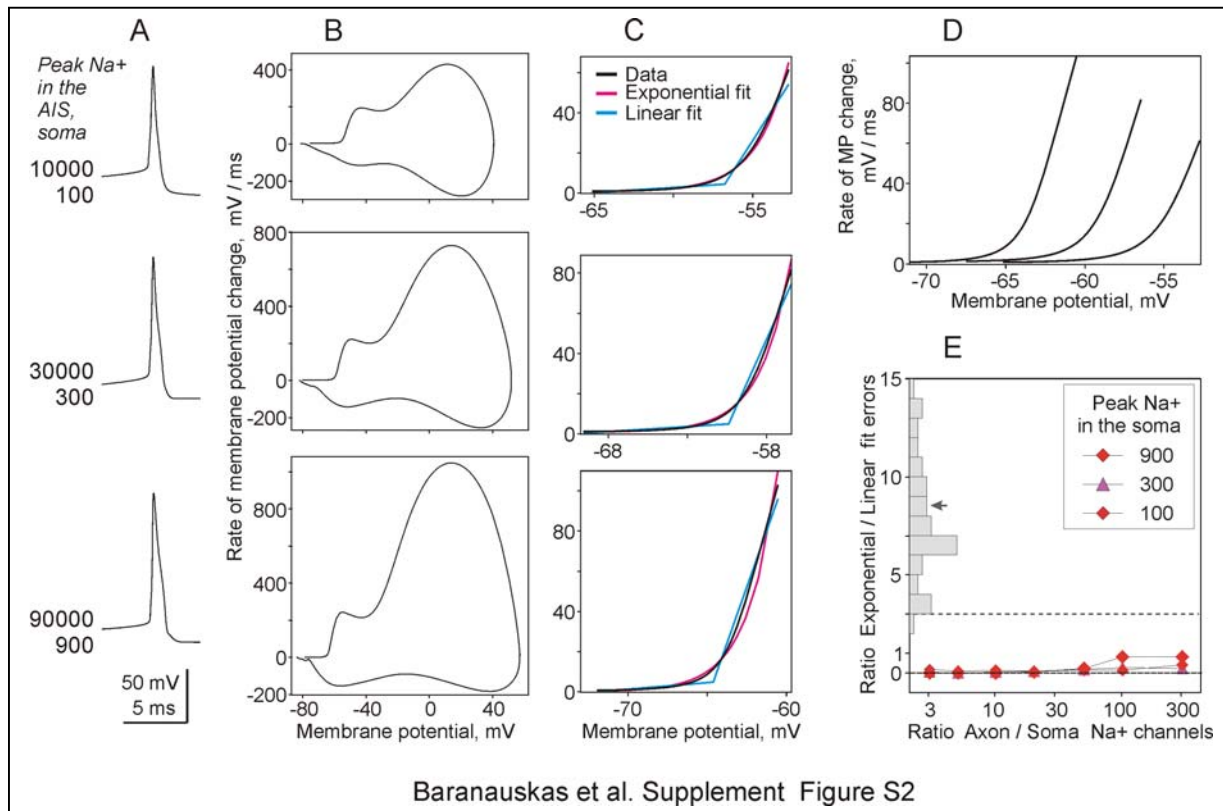 A
Peak Na+
in the
AIS,
soma
10000
100
30000
300
90000
900
50 mV
5 ms
B
Rate of membrane potential change, mV / ms
400
200
0
-200
800
600
400
200
0
-200
800
400
0
-200
-80
-40
0
40
Membrane potential, mV
C
Data
Exponential fit
Linear fit
40
0
-65
-55
80
40
0
-68
-58
80
40
0
-70
-60
Membrane potential, mV
D
Rate of MP change,
mV / ms
80
40
0
-70
-65
-60
-55
Membrane potential, mV
E
Ratio Exponential / Linear fit errors
15
10
5
1
0
Peak Na+
in the soma
900
300
100
3
10
30
100
300
Ratio Axon / Soma Na+ channels
Baranauskas et al. Supplement Figure S2